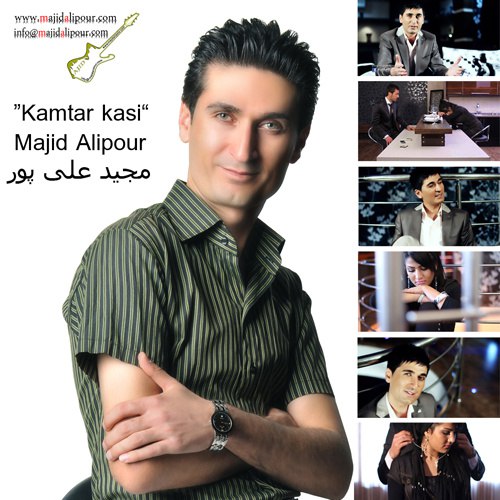 www.majidalipour.com
info@majidalipour.com
"Kamtar kasi“
Majid Alipour
مجید علی پور